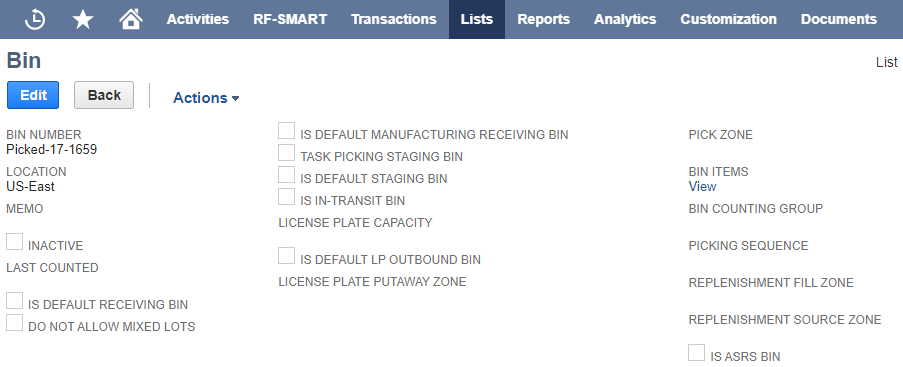 Activities RF-SMART Transactions Lists Reports Analytics Customization Documents
Bin
List
Edit Back Actions
BIN NUMBER
Picked-17-1659
LOCATION
US-East
MEMO
INACTIVE
LAST COUNTED
IS DEFAULT RECEIVING BIN
DO NOT ALLOW MIXED LOTS
IS DEFAULT MANUFACTURING RECEIVING BIN
TASK PICKING STAGING BIN
IS DEFAULT STAGING BIN
IS IN-TRANSIT BIN
LICENSE PLATE CAPACITY
IS DEFAULT LP OUTBOUND BIN
LICENSE PLATE PUTAWAY ZONE
PICK ZONE
BIN ITEMS
View
BIN COUNTING GROUP
PICKING SEQUENCE
REPLENISHMENT FILL ZONE
REPLENISHMENT SOURCE ZONE
IS ASRS BIN